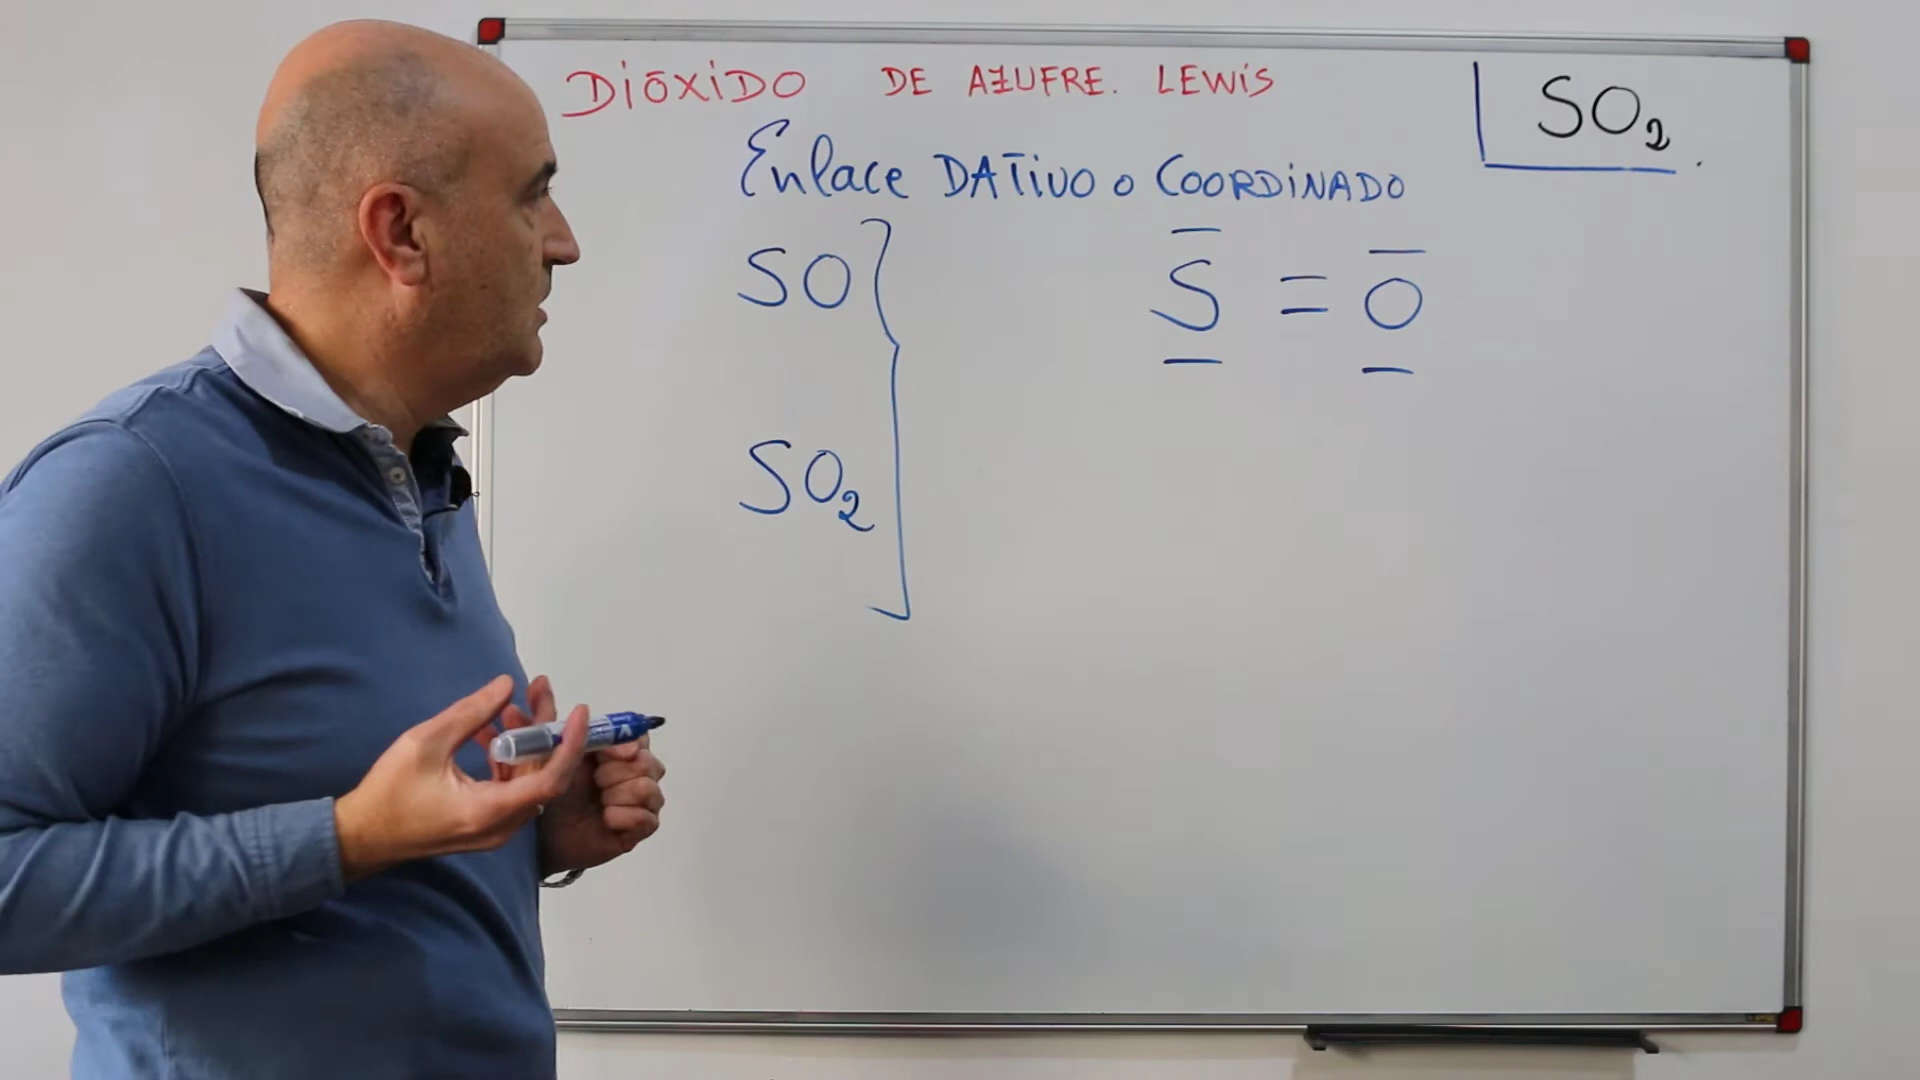 DIÓXIDO DE AZUFRE. LEWIS
SO₂
Enlace DATIVO o COORDINADO
SO
S = O
SO₂